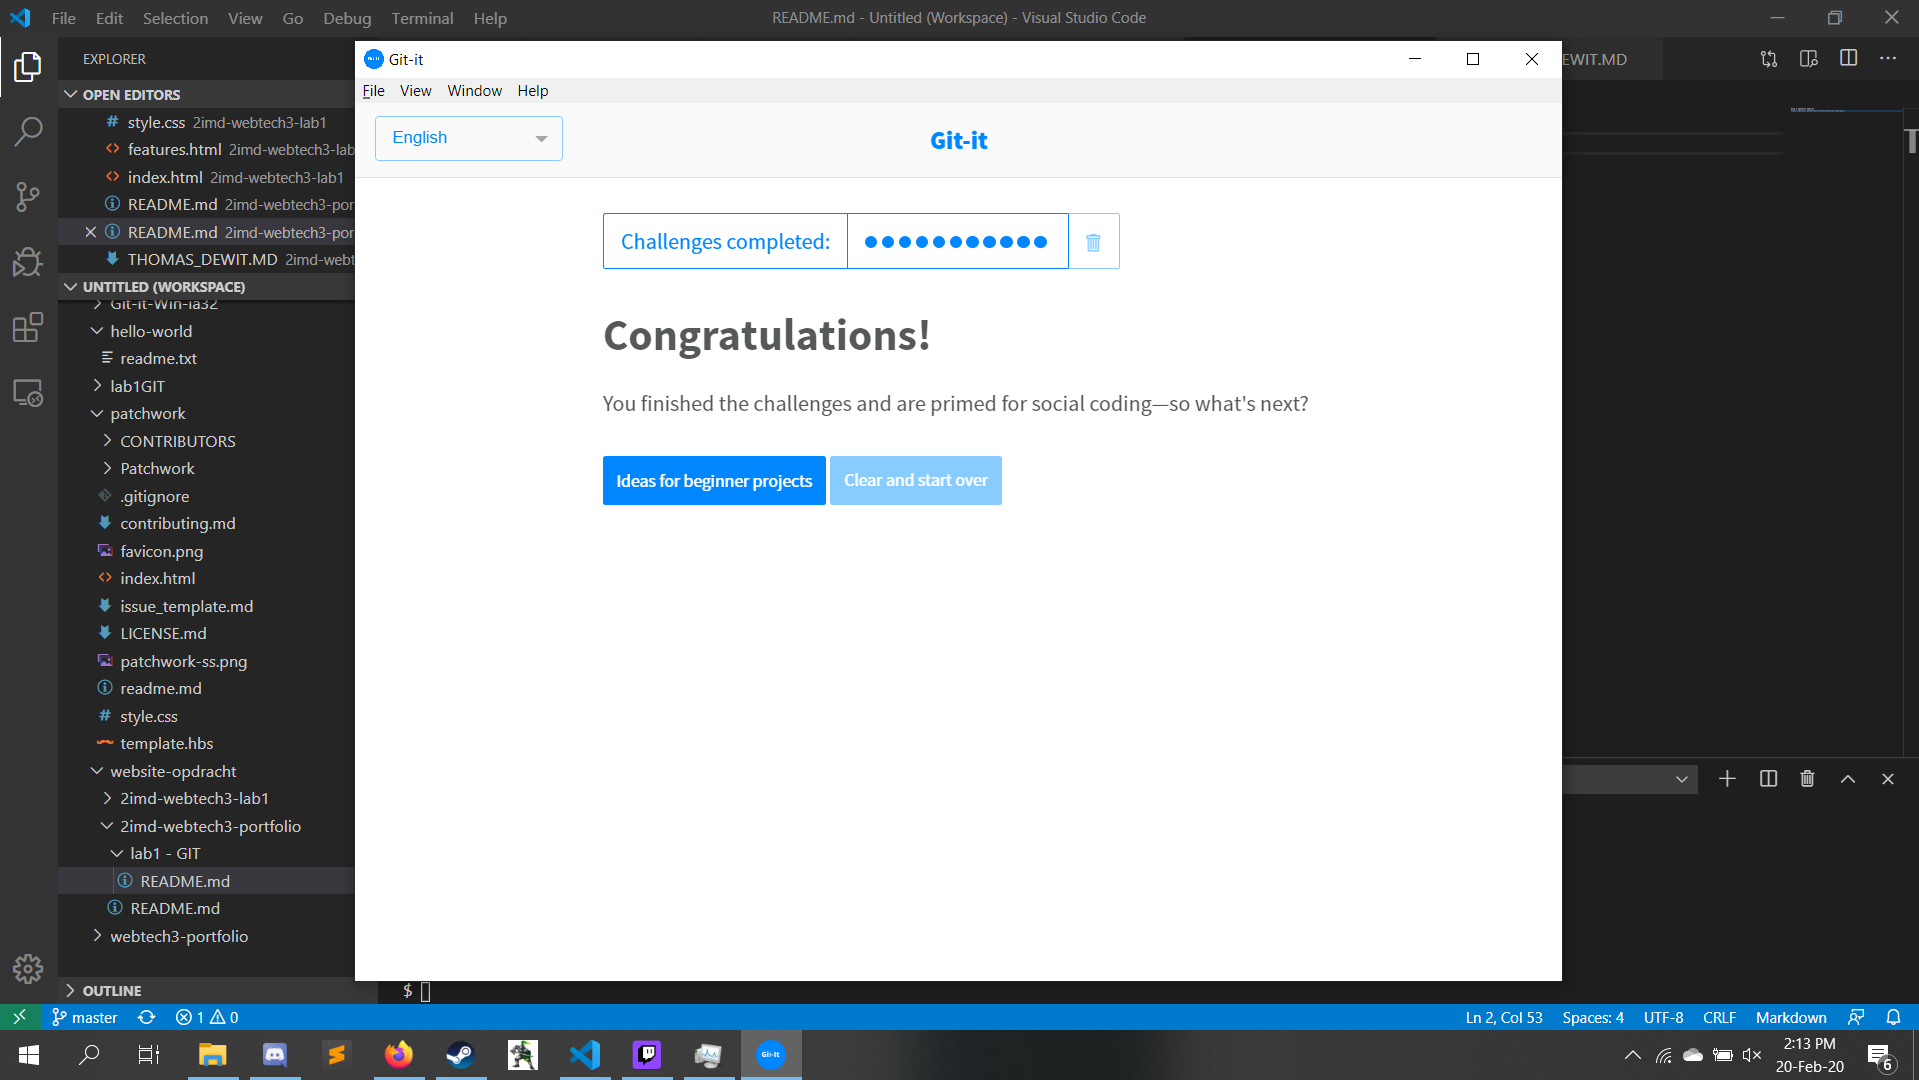 File Edit Selection View Go Debug Terminal Help
README.md - Untitled (Workspace) - Visual Studio Code
EXPLORER
EWIT.MD
OPEN EDITORS
style.css 2imd-webtech3-lab1
features.html 2imd-webtech3-lab
index.html 2imd-webtech3-lab1
README.md 2imd-webtech3-por
README.md 2imd-webtech3-por
THOMAS_DEWIT.MD 2imd-webt
UNTITLED (WORKSPACE)
Git-it-Win-ia32
hello-world
readme.txt
lab1GIT
patchwork
CONTRIBUTORS
Patchwork
.gitignore
contributing.md
favicon.png
index.html
issue_template.md
LICENSE.md
patchwork-ss.png
readme.md
style.css
template.hbs
website-opdracht
2imd-webtech3-lab1
2imd-webtech3-portfolio
lab1 - GIT
README.md
README.md
webtech3-portfolio
OUTLINE
Git-it
File View Window Help
English
Git-it
Challenges completed:
Congratulations!
You finished the challenges and are primed for social coding—so what's next?
Ideas for beginner projects
Clear and start over
$
master
1 0
Ln 2, Col 53
Spaces: 4
UTF-8
CRLF
Markdown
Git-It
2:13 PM
20-Feb-20
6